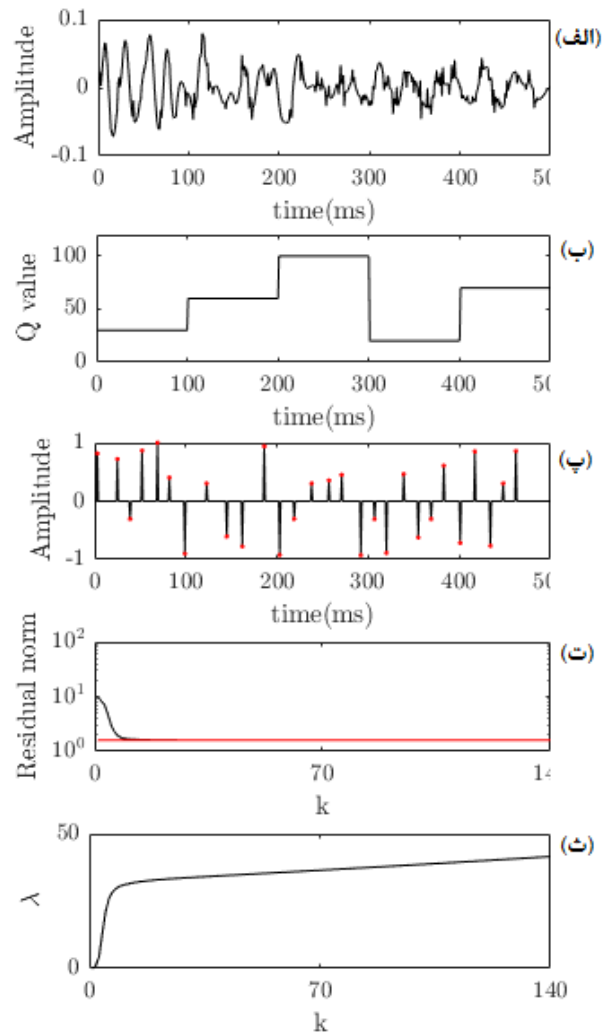 (الف)
Amplitude
0.1
0
-0.1
0 100 200 300 400 50
time(ms)
(ب)
Q value
100
50
0
0 100 200 300 400 50
time(ms)
(پ)
Amplitude
1
0
-1
0 100 200 300 400 50
time(ms)
(ت)
Residual norm
10²
10¹
10⁰
0 70 14
k
(ث)
λ
50
0
0 70 140
k